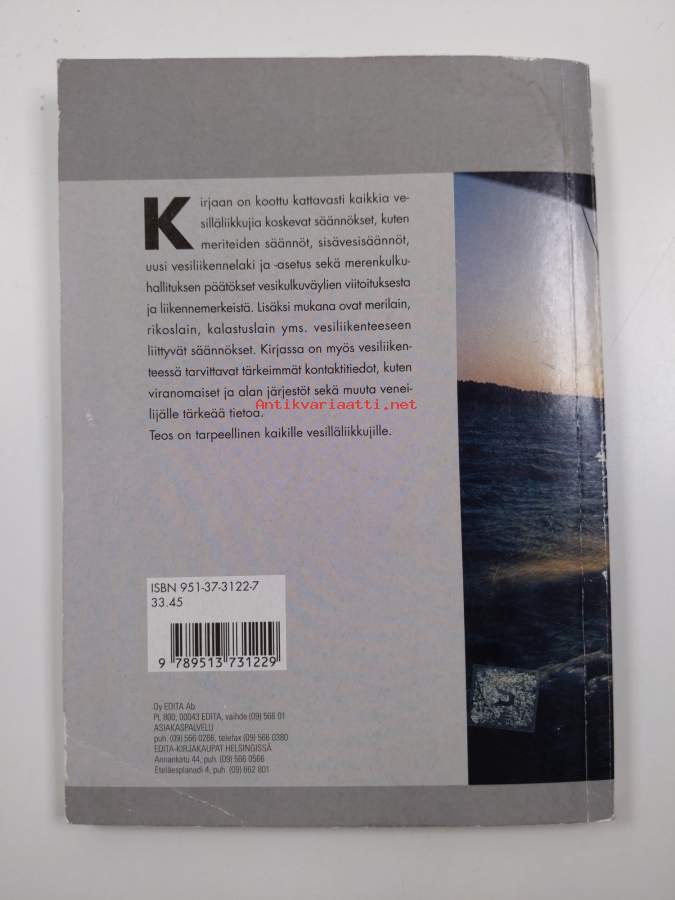 Kirjaan on koottu kattavasti kaikkia ve-
silläliikkujia koskevat säännökset, kuten
meriteiden säännöt, sisävesisäännöt,
uusi vesiliikennelaki ja -asetus sekä merenkulku-
hallituksen päätökset vesikulkuväylien viitoituksesta
ja liikennemerkeistä. Lisäksi mukana ovat merilain,
rikoslain, kalastuslain yms. vesiliikenteeseen
liittyvät säännökset. Kirjassa on myös vesiliiken-
teessä tarvittavat tärkeimmät kontaktitiedot, kuten
viranomaiset ja alan järjestöt sekä muuta venei-
lijälle tärkeää tietoa.
Antikvariaatti.net
Teos on tarpeellinen kaikille vesilläliikkujille.
ISBN 951-37-3122-7
33.45
9 789513 731229
Oy EDITA Ab
PL 800, 00043 EDITA, vaihde (09) 566 01
ASIAKASPALVELU
puh. (09) 566 0266, telefax (09) 566 0380
EDITA-KIRJAKAUPAT HELSINGISSÄ
Annankatu 44, puh. (09) 566 0566
Eteläesplanadi 4, puh. (09) 662 801